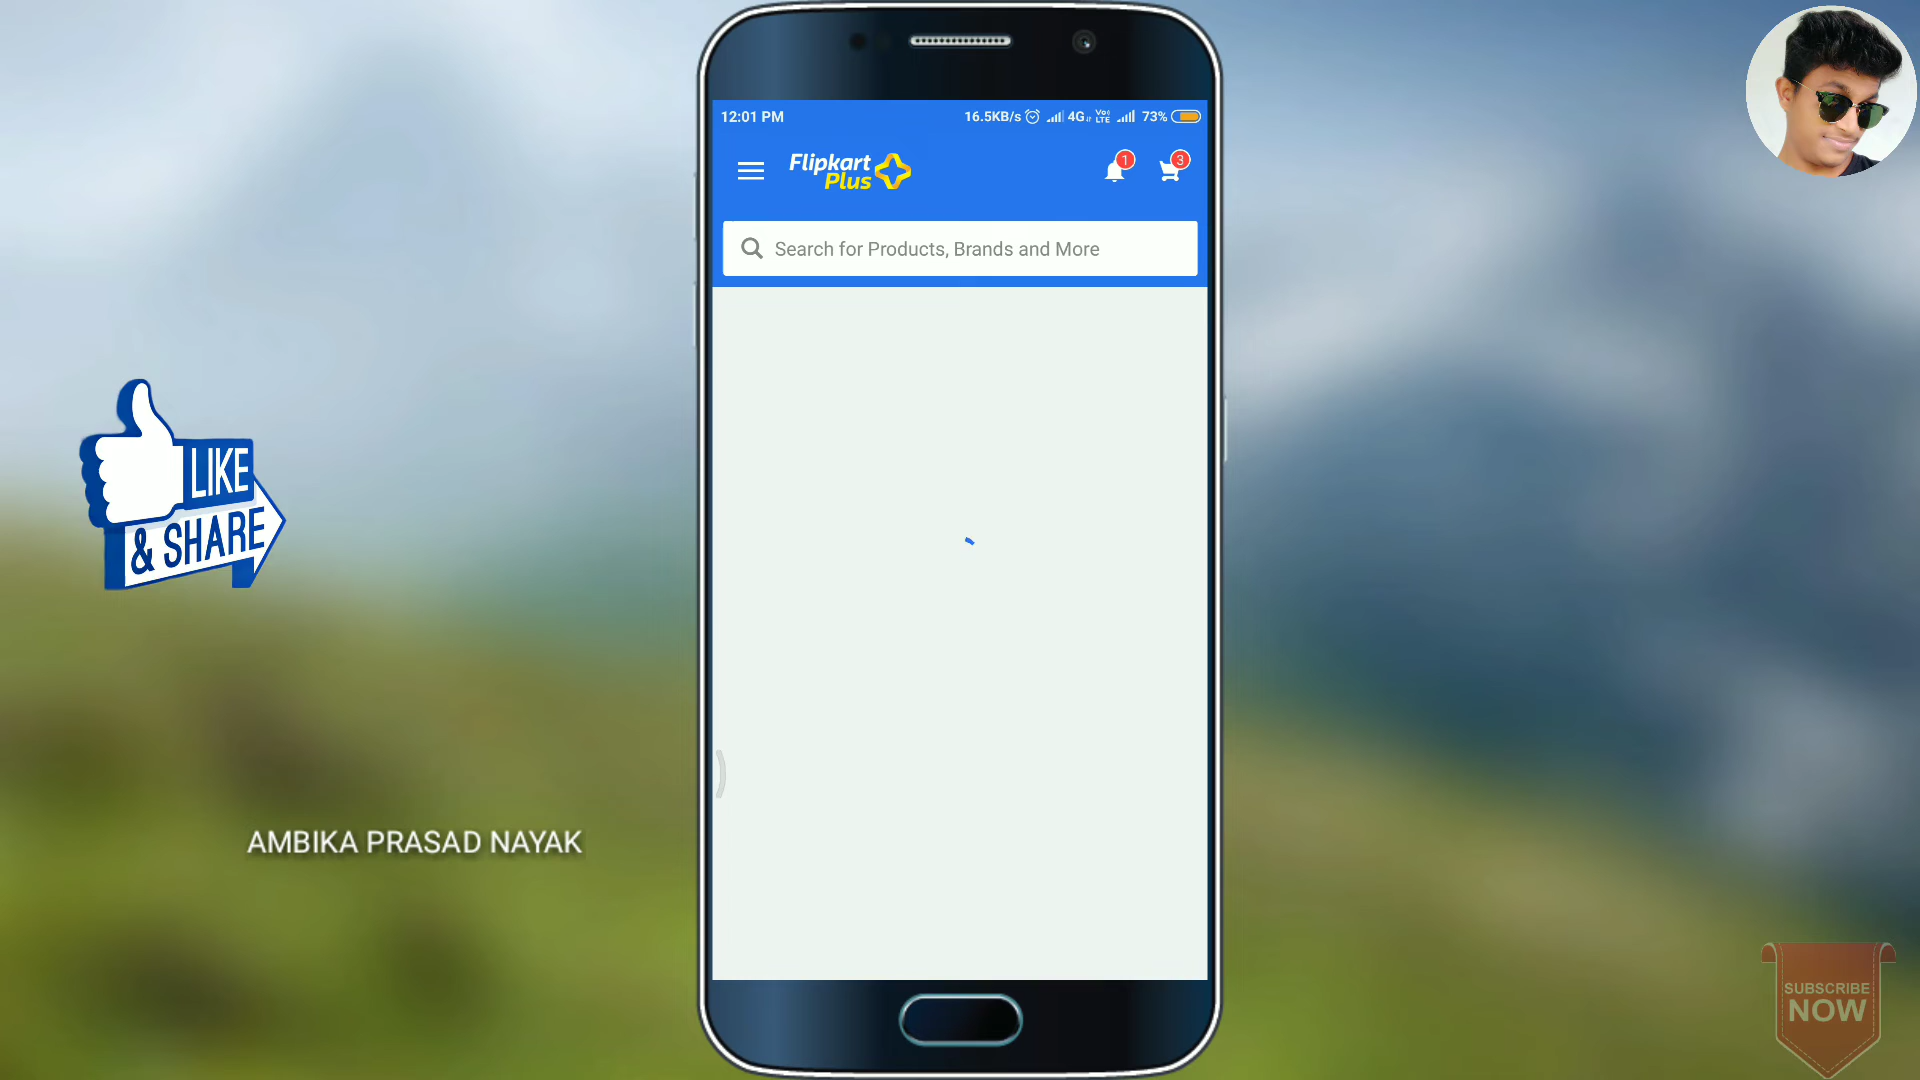 12:01 PM
16.5KB/s 4G VoLTE 73%
Flipkart
Plus
1
3
Search for Products, Brands and More
LIKE
& SHARE
AMBIKA PRASAD NAYAK
SUBSCRIBE
NOW